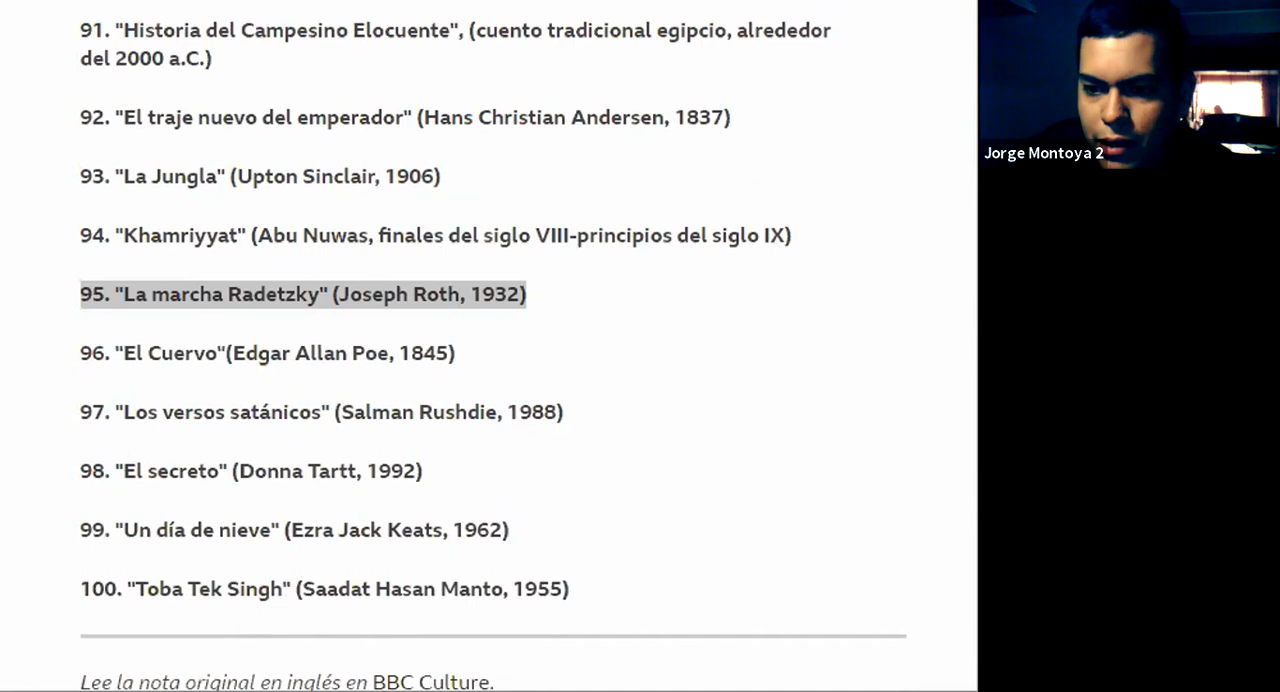 91. "Historia del Campesino Elocuente", (cuento tradicional egipcio, alrededor
del 2000 a.C.)
92. "El traje nuevo del emperador" (Hans Christian Andersen, 1837)
93. "La Jungla" (Upton Sinclair, 1906)
94. "Khamriyyat" (Abu Nuwas, finales del siglo VIII-principios del siglo IX)
95. "La marcha Radetzky" (Joseph Roth, 1932)
96. "El Cuervo"(Edgar Allan Poe, 1845)
97. "Los versos satánicos" (Salman Rushdie, 1988)
98. "El secreto" (Donna Tartt, 1992)
99. "Un día de nieve" (Ezra Jack Keats, 1962)
100. "Toba Tek Singh" (Saadat Hasan Manto, 1955)
Lee la nota original en inglés en BBC Culture.
Jorge Montoya 2